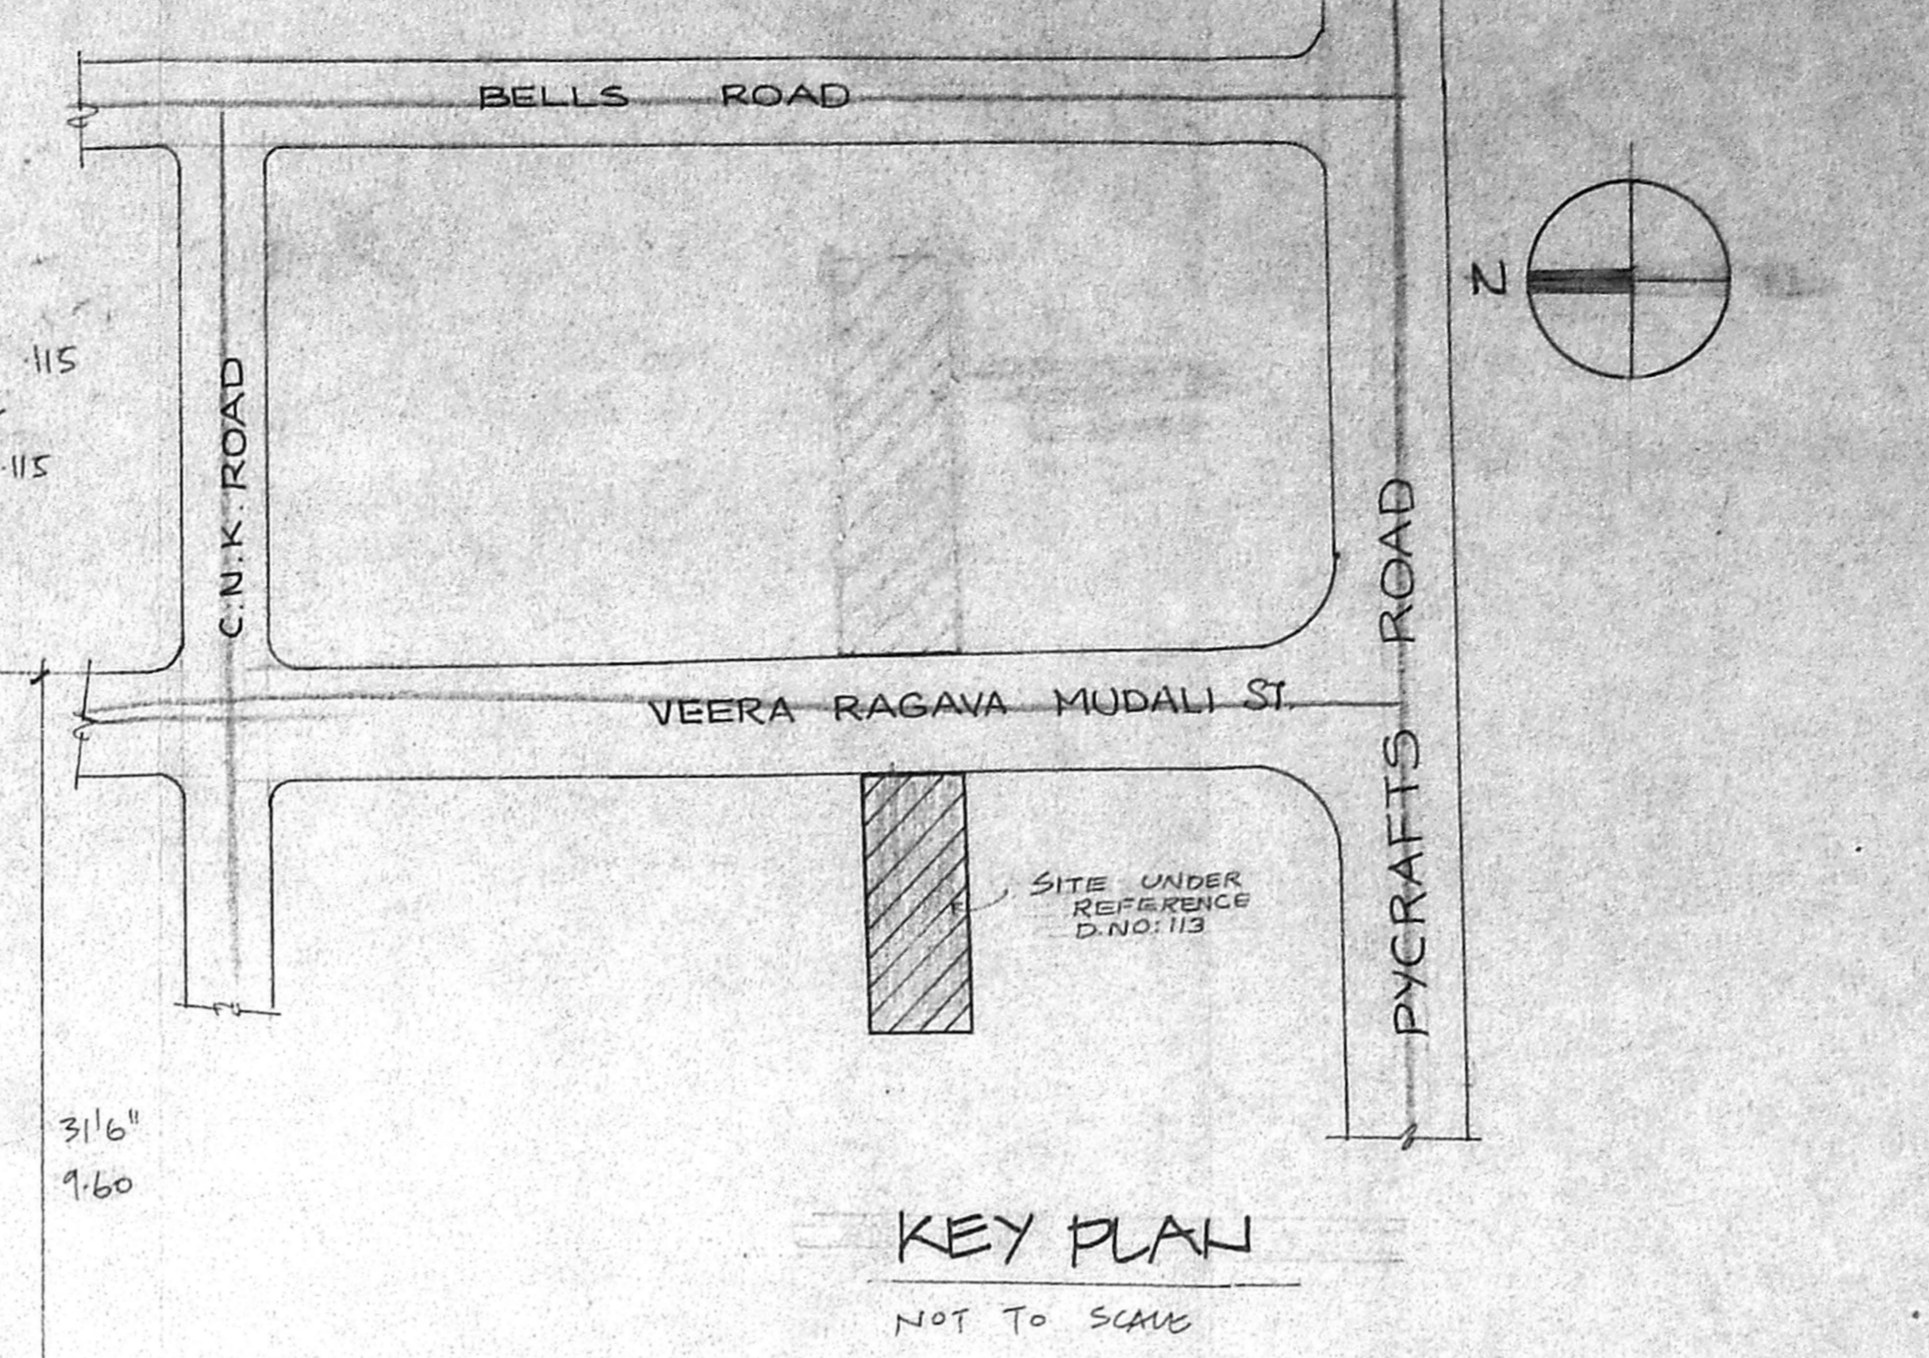 BELLS ROAD
N
.115
C.N.K. ROAD
.115
PYCRAFTS ROAD
VEERA RAGAVA MUDALI ST.
SITE UNDER
REFERENCE
D.NO: 113
31'6"
9.60
KEY PLAN
NOT TO SCALE